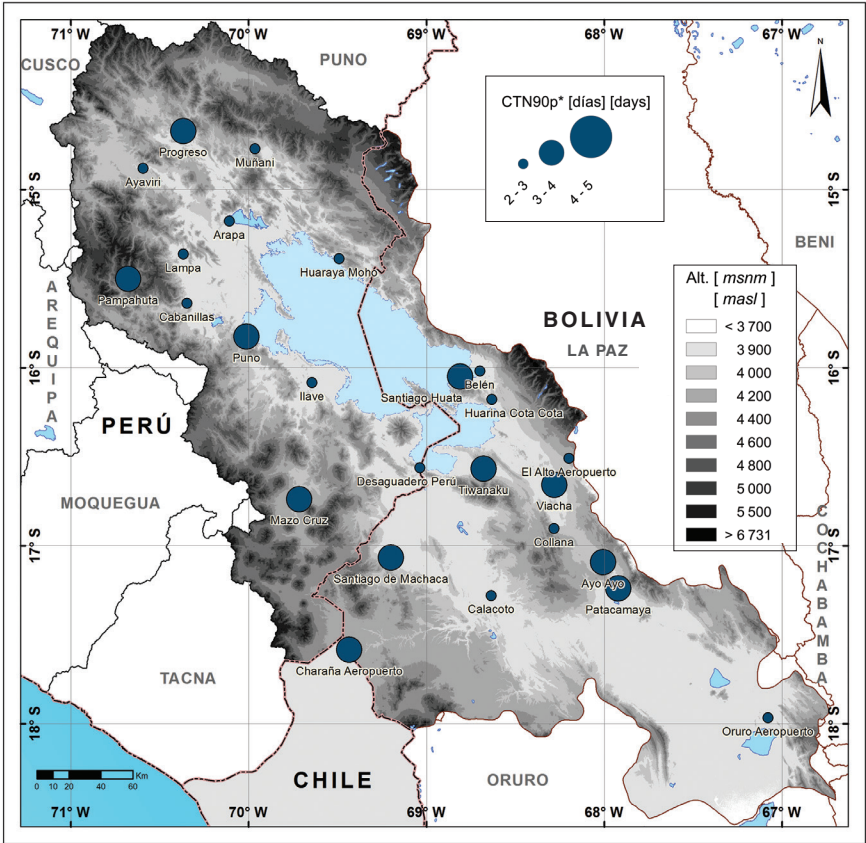 71° W
70° W
69° W
68° W
67° W
N
CUSCO
PUNO
CTN90p* [días] [days]
2 - 3
3 - 4
4 - 5
Progreso
Muñani
Ayaviri
15° S
15° S
Arapa
BENI
Lampa
Huaraya Moho
Pampahuta
Cabanillas
Alt. [ msnm ]
[ masl ]
< 3 700
3 900
4 000
4 200
4 400
4 600
4 800
5 000
5 500
> 6 731
AREQUIPA
BOLIVIA
LA PAZ
Puno
16° S
16° S
Belén
Ilave
Santiago Huata
Huarina Cota Cota
PERÚ
Desaguadero Perú
El Alto Aeropuerto
Tiwanaku
Viacha
MOQUEGUA
Mazo Cruz
Collana
17° S
17° S
COCHABAMBA
Santiago de Machaca
Ayo Ayo
Calacoto
Patacamaya
TACNA
Charaña Aeropuerto
18° S
18° S
Oruro Aeropuerto
Km
0 10 20 40 60
CHILE
ORURO
71° W
70° W
69° W
68° W
67° W